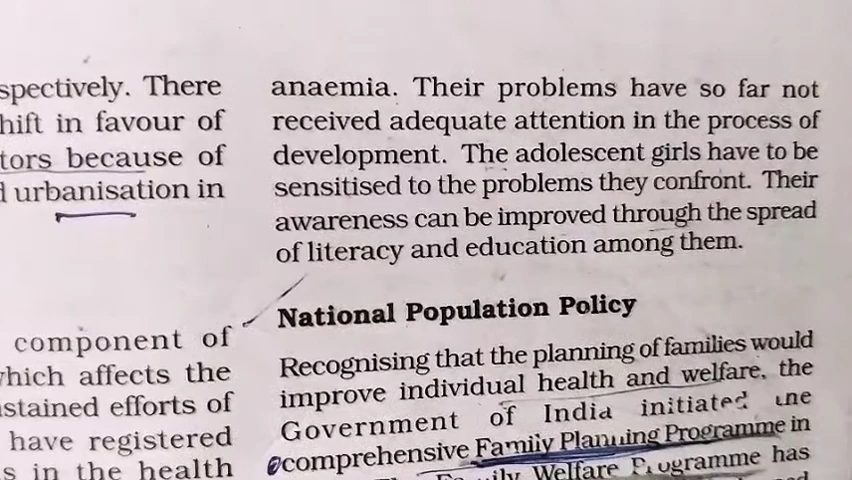 spectively. There
hift in favour of
tors because of
d urbanisation in
component of
which affects the
stained efforts of
have registered
s in the health
anaemia. Their problems have so far not
received adequate attention in the process of
development. The adolescent girls have to be
sensitised to the problems they confront. Their
awareness can be improved through the spread
of literacy and education among them.
National Population Policy
Recognising that the planning of families would
improve individual health and welfare, the
Government of India initiated the
comprehensive Family Planning Programme in
Welfare Programme has